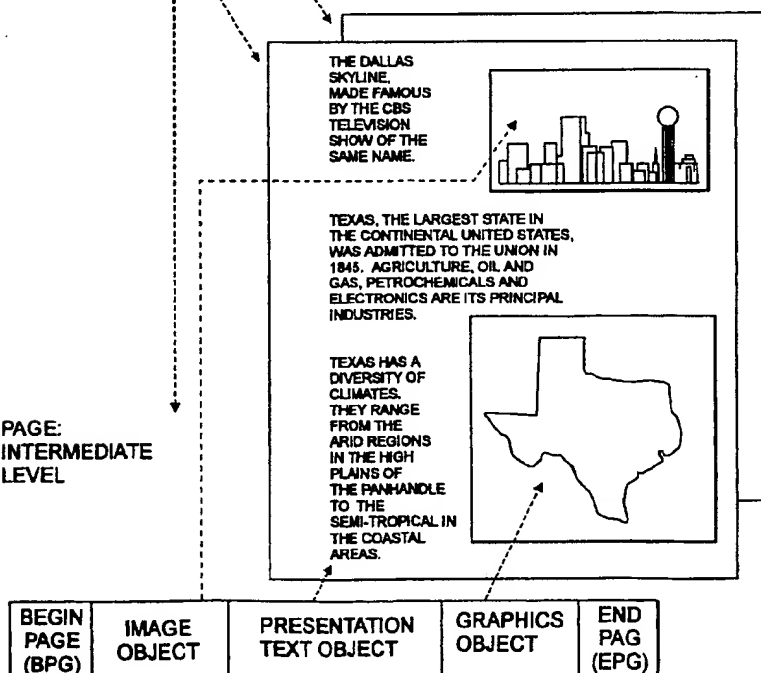 THE DALLAS
SKYLINE,
MADE FAMOUS
BY THE CBS
TELEVISION
SHOW OF THE
SAME NAME.
TEXAS, THE LARGEST STATE IN
THE CONTINENTAL UNITED STATES,
WAS ADMITTED TO THE UNION IN
1845. AGRICULTURE, OIL AND
GAS, PETROCHEMICALS AND
ELECTRONICS ARE ITS PRINCIPAL
INDUSTRIES.
TEXAS HAS A
DIVERSITY OF
CLIMATES.
THEY RANGE
FROM THE
ARID REGIONS
IN THE HIGH
PLAINS OF
THE PANHANDLE
TO THE
SEMI-TROPICAL IN
THE COASTAL
AREAS.
PAGE:
INTERMEDIATE
LEVEL
BEGIN
PAGE
(BPG)
IMAGE
OBJECT
PRESENTATION
TEXT OBJECT
GRAPHICS
OBJECT
END
PAG
(EPG)